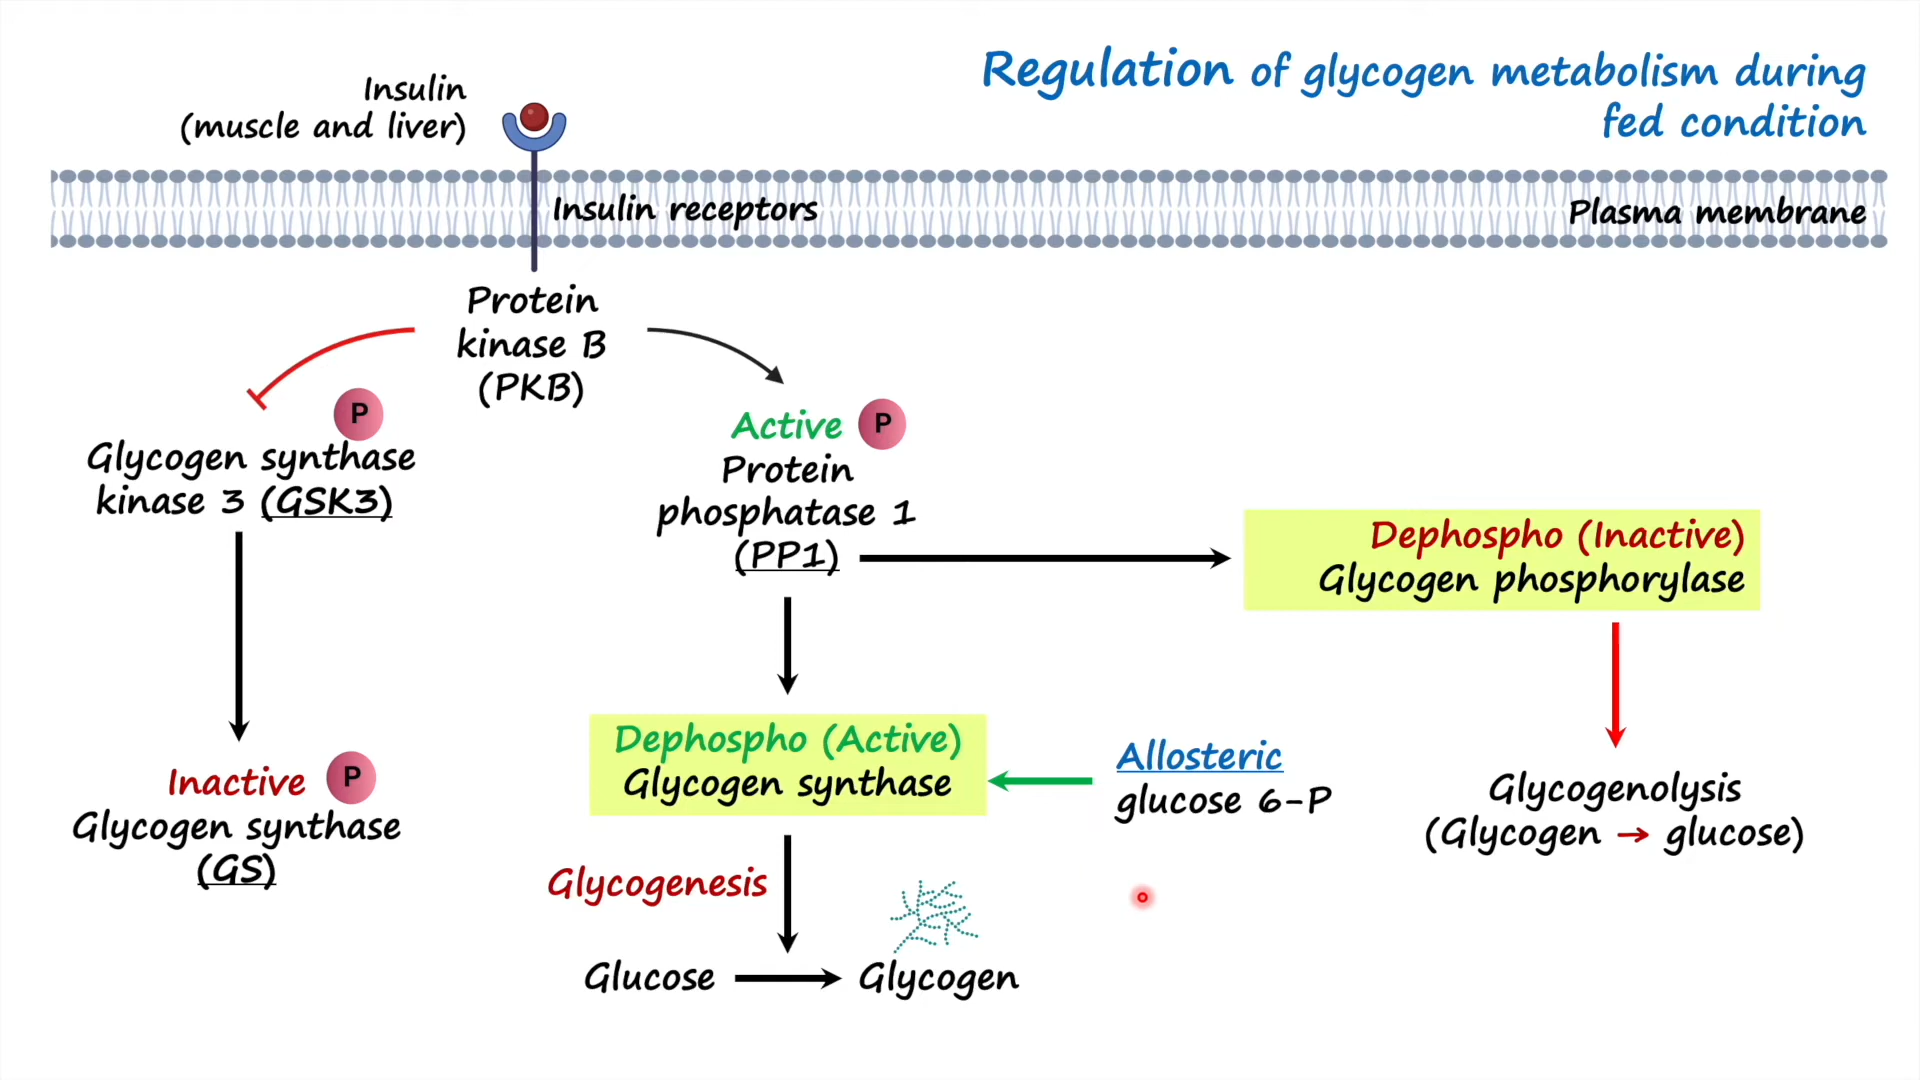 Regulation of glycogen metabolism during
fed condition
Insulin
(muscle and liver)
Insulin receptors
Plasma membrane
Protein
kinase B
(PKB)
P
Glycogen synthase
kinase 3 (GSK3)
Active P
Protein
phosphatase 1
(PP1)
Dephospho (Inactive)
Glycogen phosphorylase
Inactive P
Glycogen synthase
(GS)
Dephospho (Active)
Glycogen synthase
Allosteric
glucose 6-P
Glycogenolysis
(Glycogen → glucose)
Glycogenesis
Glucose
Glycogen